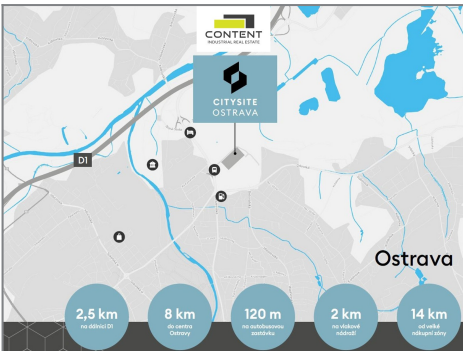 CONTENT
INDUSTRIAL REAL ESTATE
CITYSITE
OSTRAVA
D1
Ostrava
2,5 km
na dálnici D1
8 km
do centra
Ostravy
120 m
na autobusovou
zastávku
2 km
na vlakové
nádraží
14 km
od velké
nákupní zóny